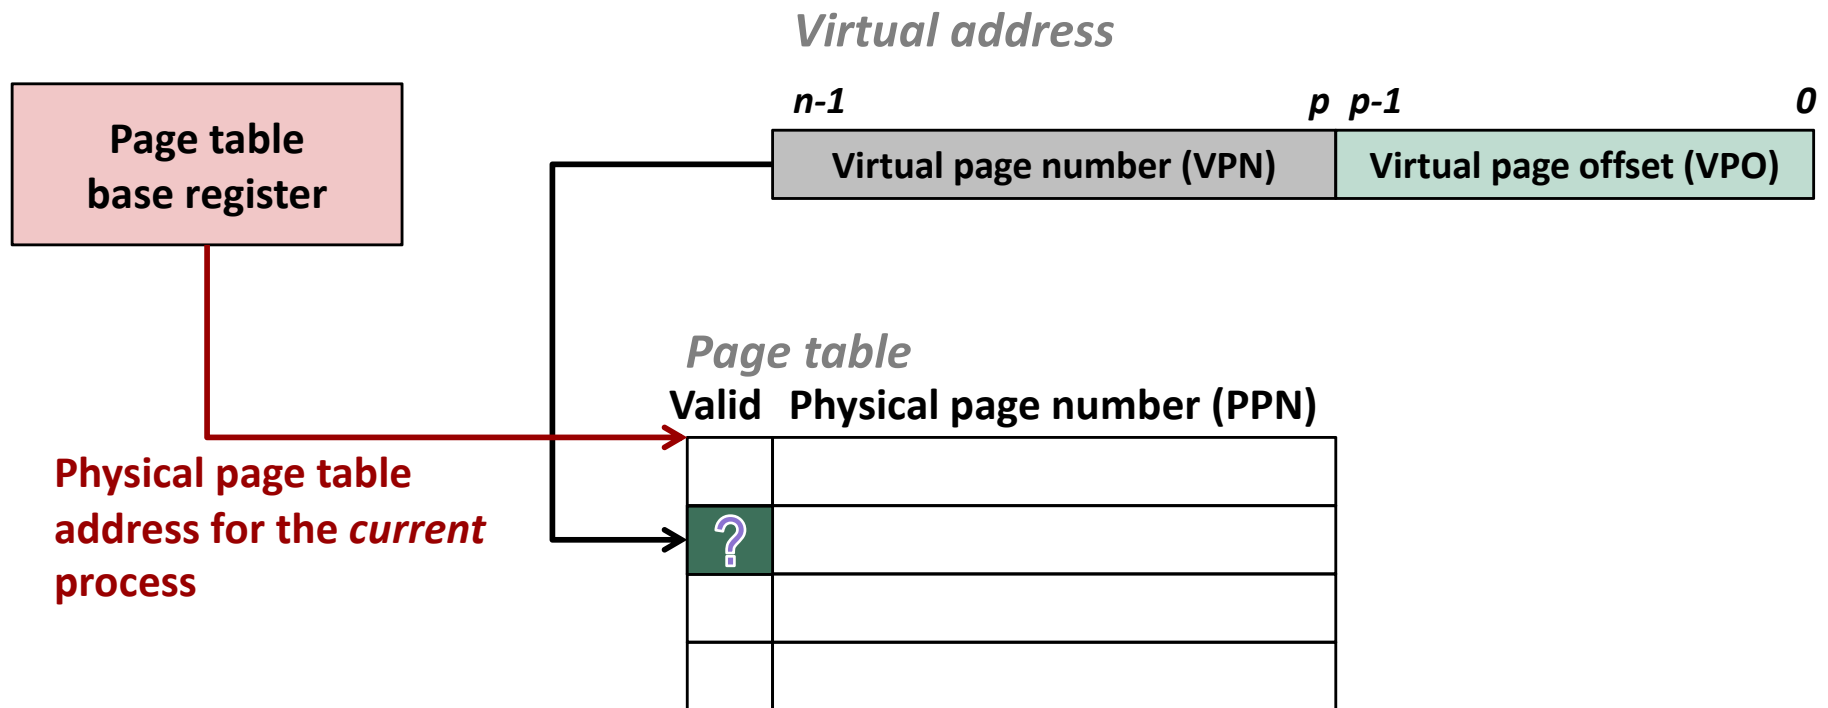 Virtual address
n-1 p p-1 0
Page table
base register
Virtual page number (VPN) Virtual page offset (VPO)
Page table
Valid Physical page number (PPN)
Physical page table
address for the current
process
?